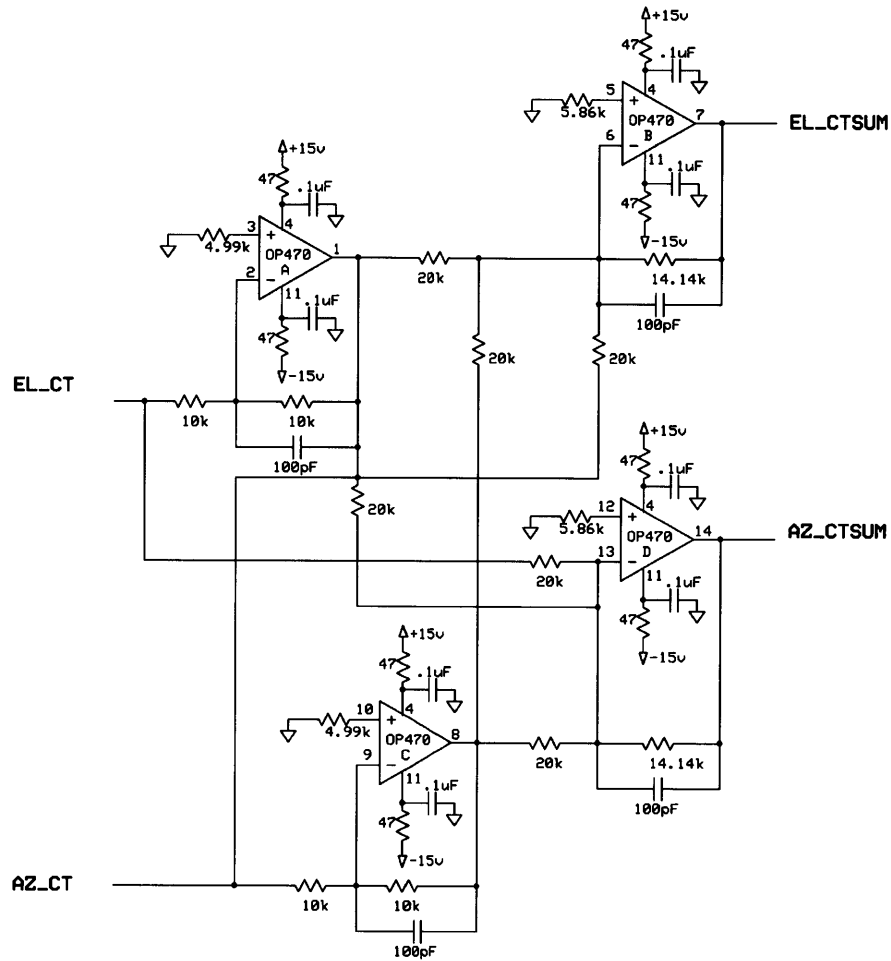 +15v
47
.1uF
4
5
+
7
5.86k
OP470
B
6
−
11
.1uF
47
-15v
EL_CTSUM
14.14k
100pF
+15v
47
.1uF
4
3
+
1
4.99k
OP470
A
2
−
11
.1uF
47
-15v
20k
20k
20k
EL_CT
10k
10k
100pF
20k
+15v
47
.1uF
4
12
+
14
5.86k
OP470
D
13
−
11
.1uF
47
-15v
AZ_CTSUM
20k
+15v
47
.1uF
4
10
+
8
4.99k
OP470
C
9
−
11
.1uF
47
-15v
20k
14.14k
100pF
AZ_CT
10k
10k
100pF